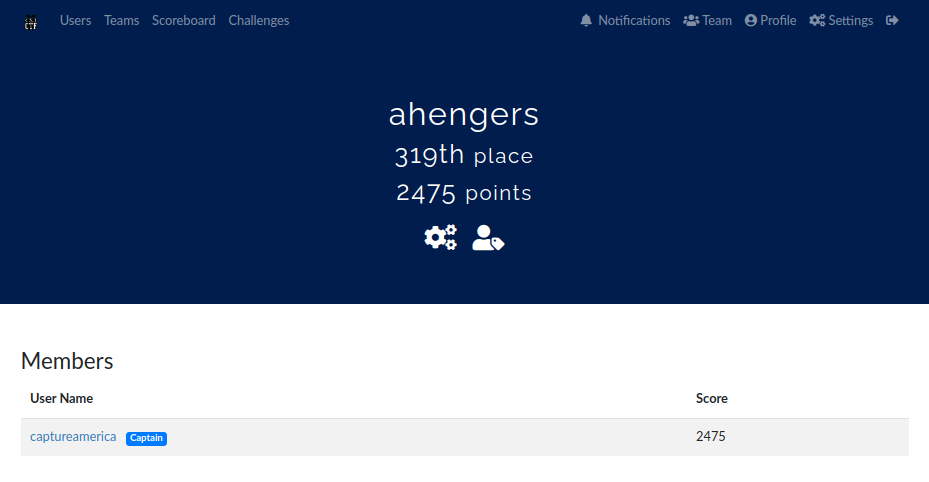 Users Teams Scoreboard Challenges Notifications Team Profile Settings
ahengers
319th place
2475 points
Members
User Name Score
captureamerica Captain 2475